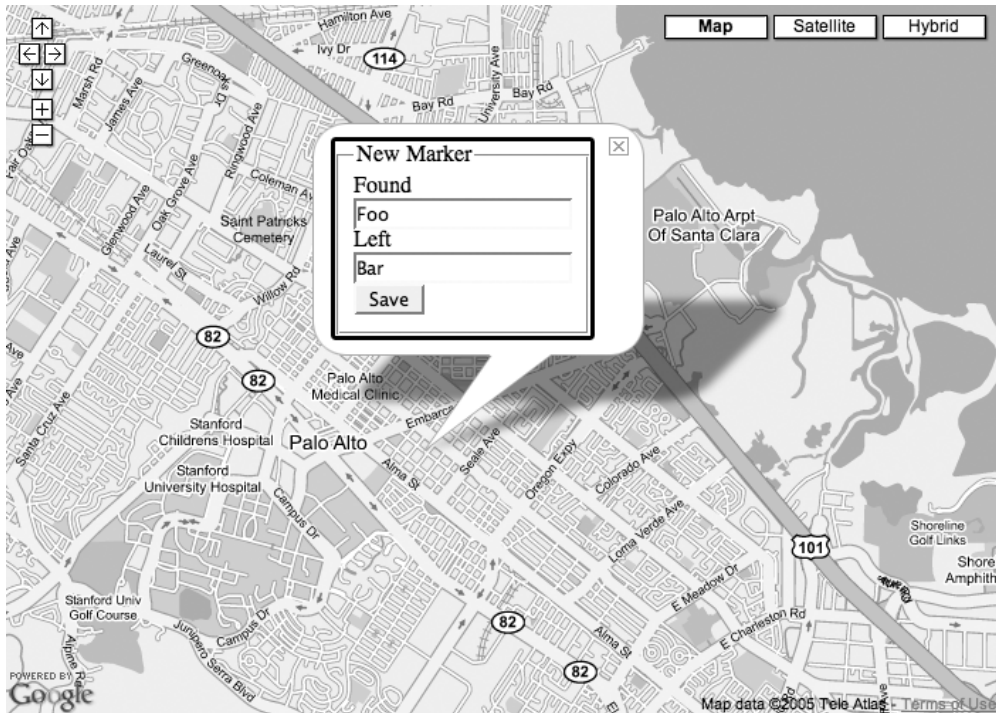 Hamilton Ave
Ivy Dr
114
University Ave
Map
Satellite
Hybrid
Marsh Rd
James Ave
Bay Rd
Bay Rd
Ringwood Ave
Coleman Av
Oak Grove Ave
Glenwood Ave
Saint Patricks
Cemetery
Laurel St
Willow Rd
New Marker
Found
Foo
Left
Bar
Save
Palo Alto Arpt
Of Santa Clara
82
82
Palo Alto
Medical Clinic
Embarc
Santa Cruz Ave
Stanford
Childrens Hospital
Palo Alto
Stanford
University Hospital
Alma St
Seale Ave
Oregon Expy
Colorado Ave
Campus Dr
Loma Verde Ave
101
Shoreline
Golf Links
Shore
Amphith
E Meadow Dr
Stanford Univ
Golf Course
Campus Dr
Junipero Serra Blvd
82
Alma St
E Charleston Rd
82
Alpine Rd
POWERED BY
Google
Map data ©2005 Tele Atlas - Terms of Use